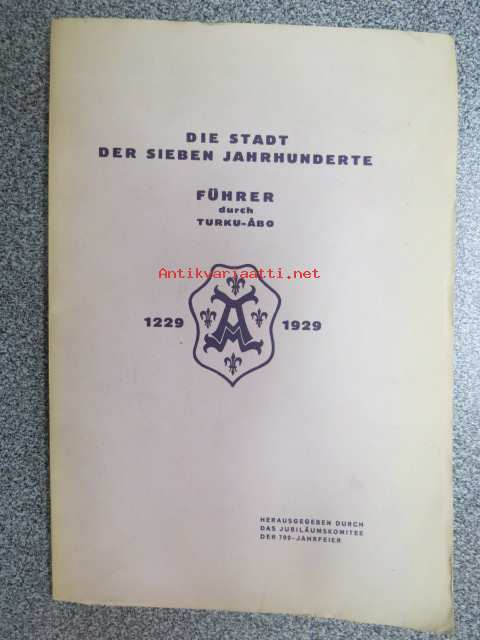 DIE STADT
DER SIEBEN JAHRHUNDERTE
FÜHRER
durch
TURKU-ÅBO
Antikvariaatti.net
1229 A 1929
HERAUSGEGEBEN DURCH
DAS JUBILÄUMSKOMITEE
DER 700-JAHRFEIER